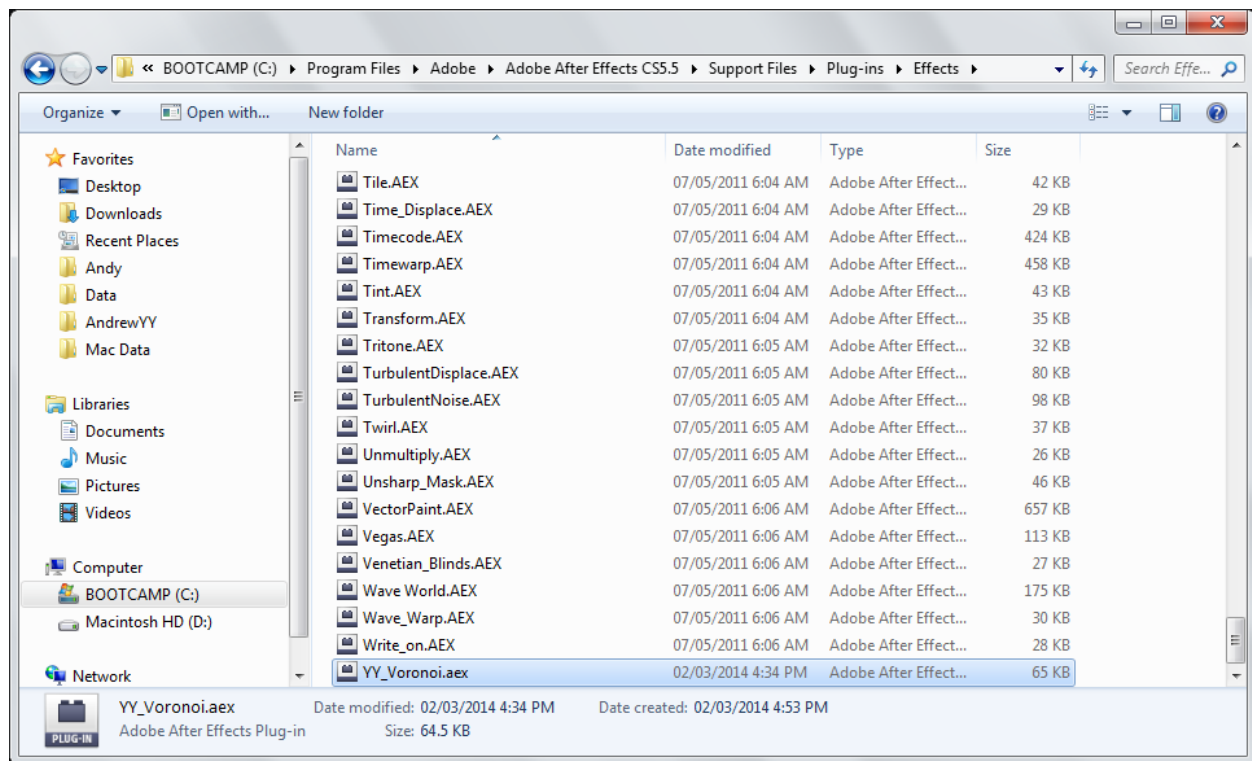 « BOOTCAMP (C:) Program Files Adobe Adobe After Effects CS5.5 Support Files Plug-ins Effects Search Effe...
Organize Open with... New folder
Favorites
Desktop
Downloads
Recent Places
Andy
Data
AndrewYY
Mac Data
Libraries
Documents
Music
Pictures
Videos
Computer
BOOTCAMP (C:)
Macintosh HD (D:)
Network
Name Date modified Type Size
Tile.AEX 07/05/2011 6:04 AM Adobe After Effect... 42 KB
Time_Displace.AEX 07/05/2011 6:04 AM Adobe After Effect... 29 KB
Timecode.AEX 07/05/2011 6:04 AM Adobe After Effect... 424 KB
Timewarp.AEX 07/05/2011 6:04 AM Adobe After Effect... 458 KB
Tint.AEX 07/05/2011 6:04 AM Adobe After Effect... 43 KB
Transform.AEX 07/05/2011 6:04 AM Adobe After Effect... 35 KB
Tritone.AEX 07/05/2011 6:05 AM Adobe After Effect... 32 KB
TurbulentDisplace.AEX 07/05/2011 6:05 AM Adobe After Effect... 80 KB
TurbulentNoise.AEX 07/05/2011 6:05 AM Adobe After Effect... 98 KB
Twirl.AEX 07/05/2011 6:05 AM Adobe After Effect... 37 KB
Unmultiply.AEX 07/05/2011 6:05 AM Adobe After Effect... 26 KB
Unsharp_Mask.AEX 07/05/2011 6:05 AM Adobe After Effect... 46 KB
VectorPaint.AEX 07/05/2011 6:06 AM Adobe After Effect... 657 KB
Vegas.AEX 07/05/2011 6:06 AM Adobe After Effect... 113 KB
Venetian_Blinds.AEX 07/05/2011 6:06 AM Adobe After Effect... 27 KB
Wave World.AEX 07/05/2011 6:06 AM Adobe After Effect... 175 KB
Wave_Warp.AEX 07/05/2011 6:06 AM Adobe After Effect... 30 KB
Write_on.AEX 07/05/2011 6:06 AM Adobe After Effect... 28 KB
YY_Voronoi.aex 02/03/2014 4:34 PM Adobe After Effect... 65 KB
PLUG-IN
YY_Voronoi.aex Date modified: 02/03/2014 4:34 PM Date created: 02/03/2014 4:53 PM
Adobe After Effects Plug-in Size: 64.5 KB